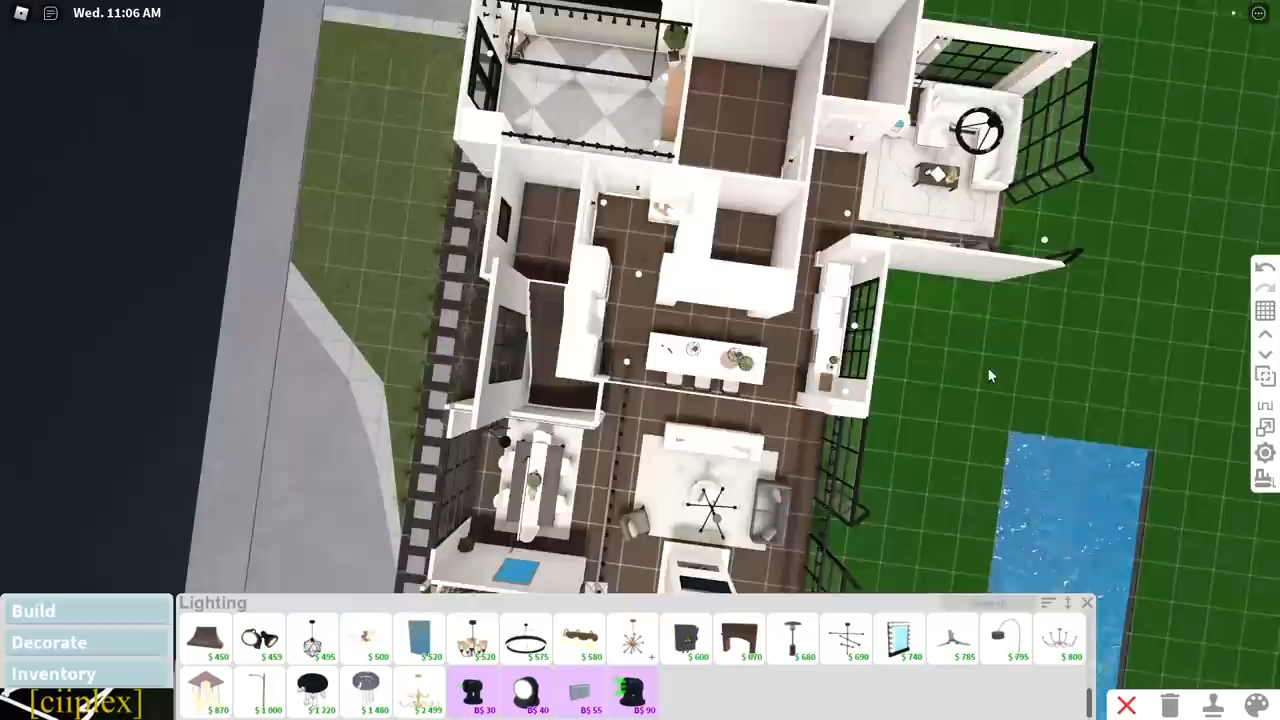 Wed. 11:06 AM
Build
Decorate
Inventory
Lighting
$ 450 $ 459 $ 495 $ 500 $ 520 $ 520 $ 575 $ 580 $ 600 $ 670 $ 680 $ 690 $ 740 $ 785 $ 795 $ 800
$ 870 $ 1 000 $ 1 220 $ 1 480 $ 2 499 B$ 30 B$ 40 B$ 55 B$ 90
[ciiplex]